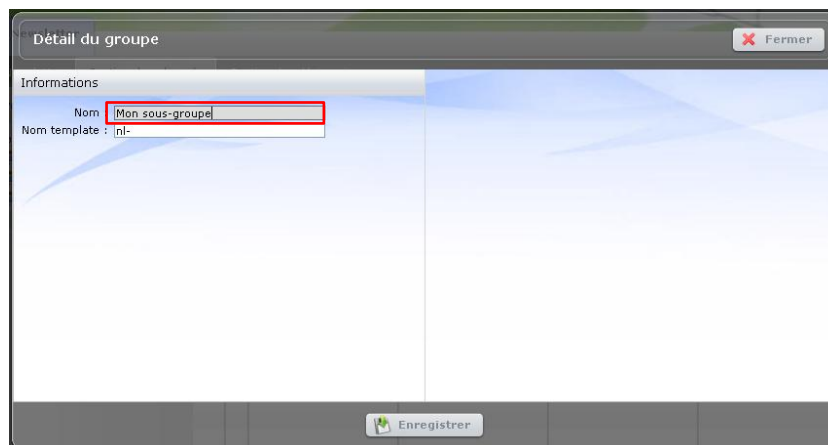 Détail du groupe
Fermer
Informations
Nom : Mon sous-groupe
Nom template : nl-
Enregistrer